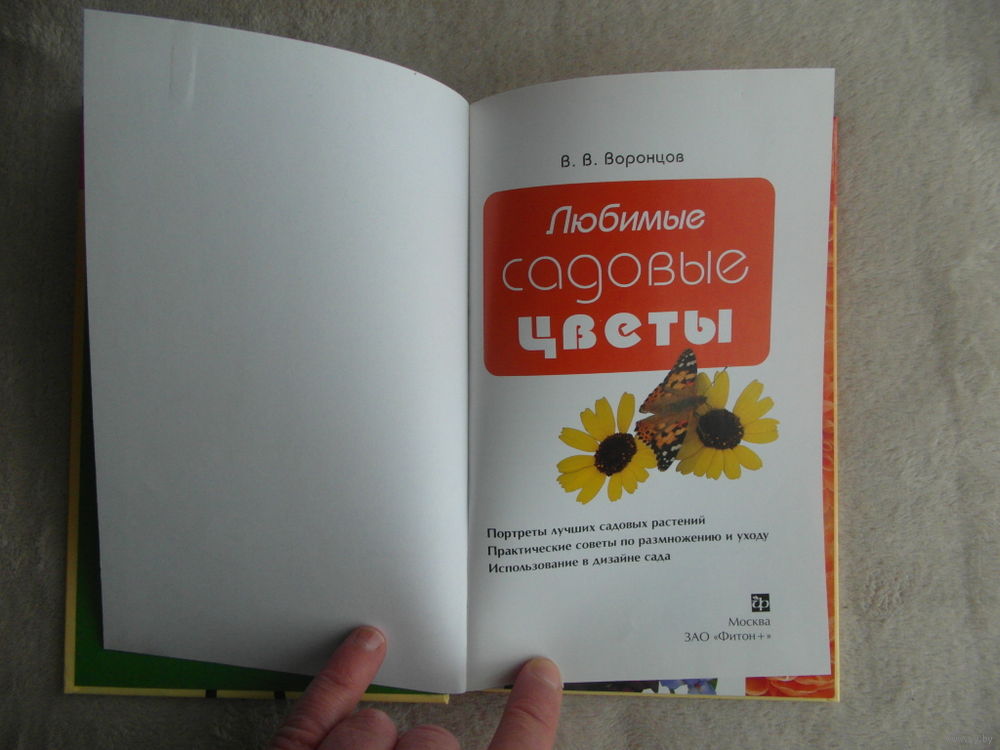 В. В. Воронцов
Любимые
садовые
цветы
Портреты лучших садовых растений
Практические советы по размножению и уходу
Использование в дизайне сада
Москва
ЗАО «Фитон+»